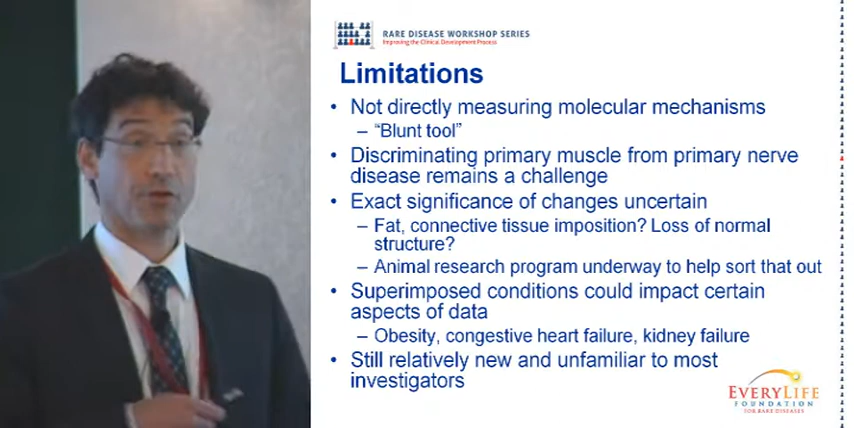 RARE DISEASE WORKSHOP SERIES
Improving the Clinical Development Process
Limitations
• Not directly measuring molecular mechanisms
– “Blunt tool”
• Discriminating primary muscle from primary nerve
disease remains a challenge
• Exact significance of changes uncertain
– Fat, connective tissue imposition? Loss of normal
structure?
– Animal research program underway to help sort that out
• Superimposed conditions could impact certain
aspects of data
– Obesity, congestive heart failure, kidney failure
• Still relatively new and unfamiliar to most
investigators
EVERYLIFE
FOUNDATION
FOR RARE DISEASES